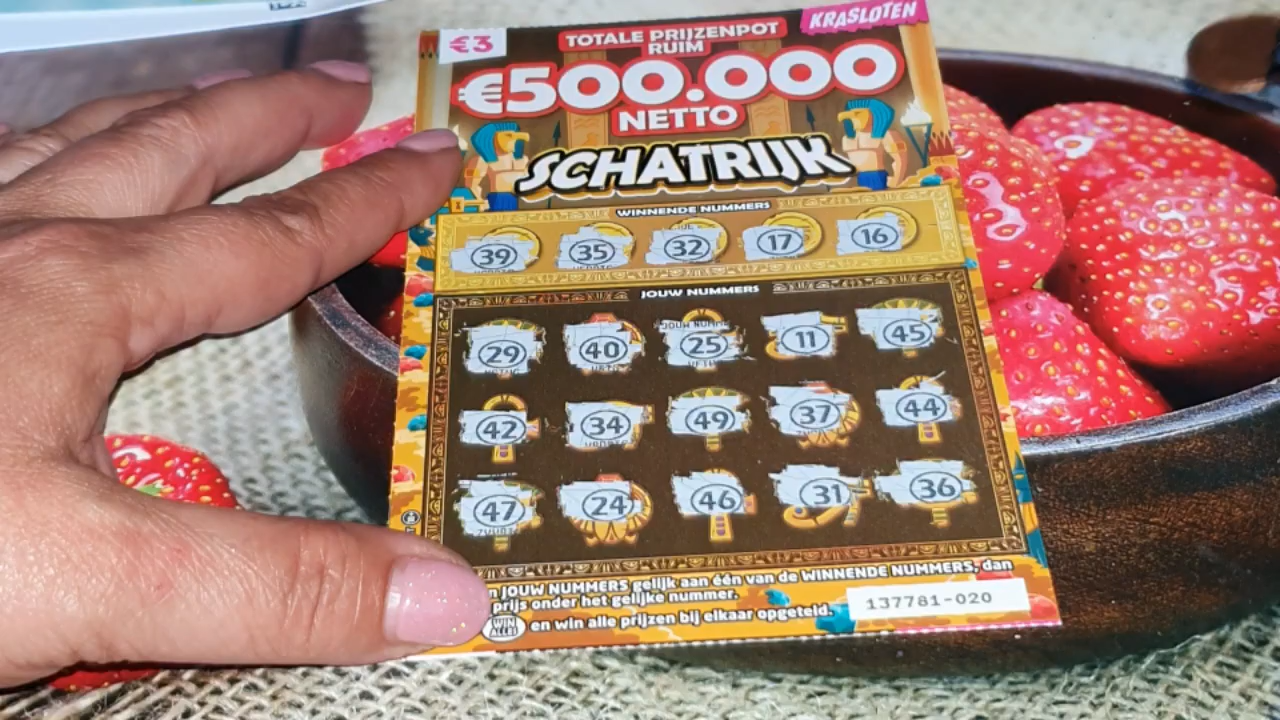 KRASLOTEN
€3
TOTALE PRIJZENPOT
RUIM
€500.000
NETTO
SCHATRIJK
WINNENDE NUMMERS
39 35 32 17 16
JOUW NUMMERS
29 40 25 11 45
42 34 49 37 44
47 24 46 31 36
JOUW NUMMERS gelijk aan één van de WINNENDE NUMMERS, dan
prijs onder het gelijke nummer.
WIN ALLES en win alle prijzen bij elkaar opgeteld.
137781-020